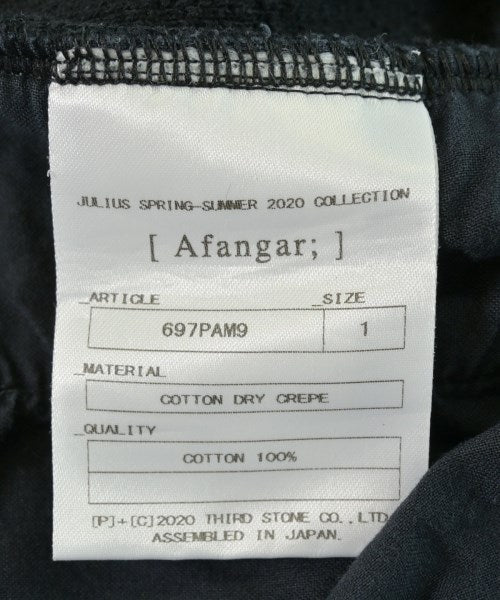 JULIUS SPRING-SUMMER 2020 COLLECTION
[ Afangar; ]
_ARTICLE _SIZE
697PAM9 1
_MATERIAL
COTTON DRY CREPE
_QUALITY
COTTON 100%
[P]+[C]2020 THIRD STONE CO.,LTD
ASSEMBLED IN JAPAN.